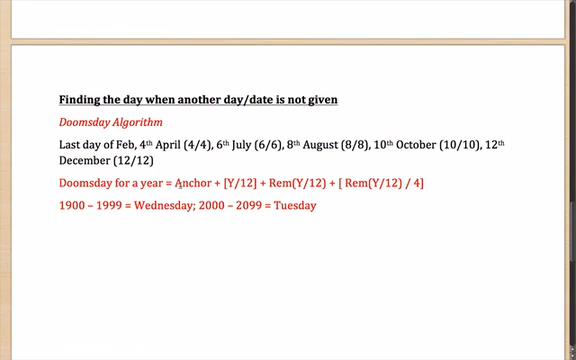 Finding the day when another day/date is not given
Doomsday Algorithm
Last day of Feb, 4th April (4/4), 6th July (6/6), 8th August (8/8), 10th October (10/10), 12th
December (12/12)
Doomsday for a year = Anchor + [Y/12] + Rem(Y/12) + [ Rem(Y/12) / 4]
1900 – 1999 = Wednesday; 2000 – 2099 = Tuesday